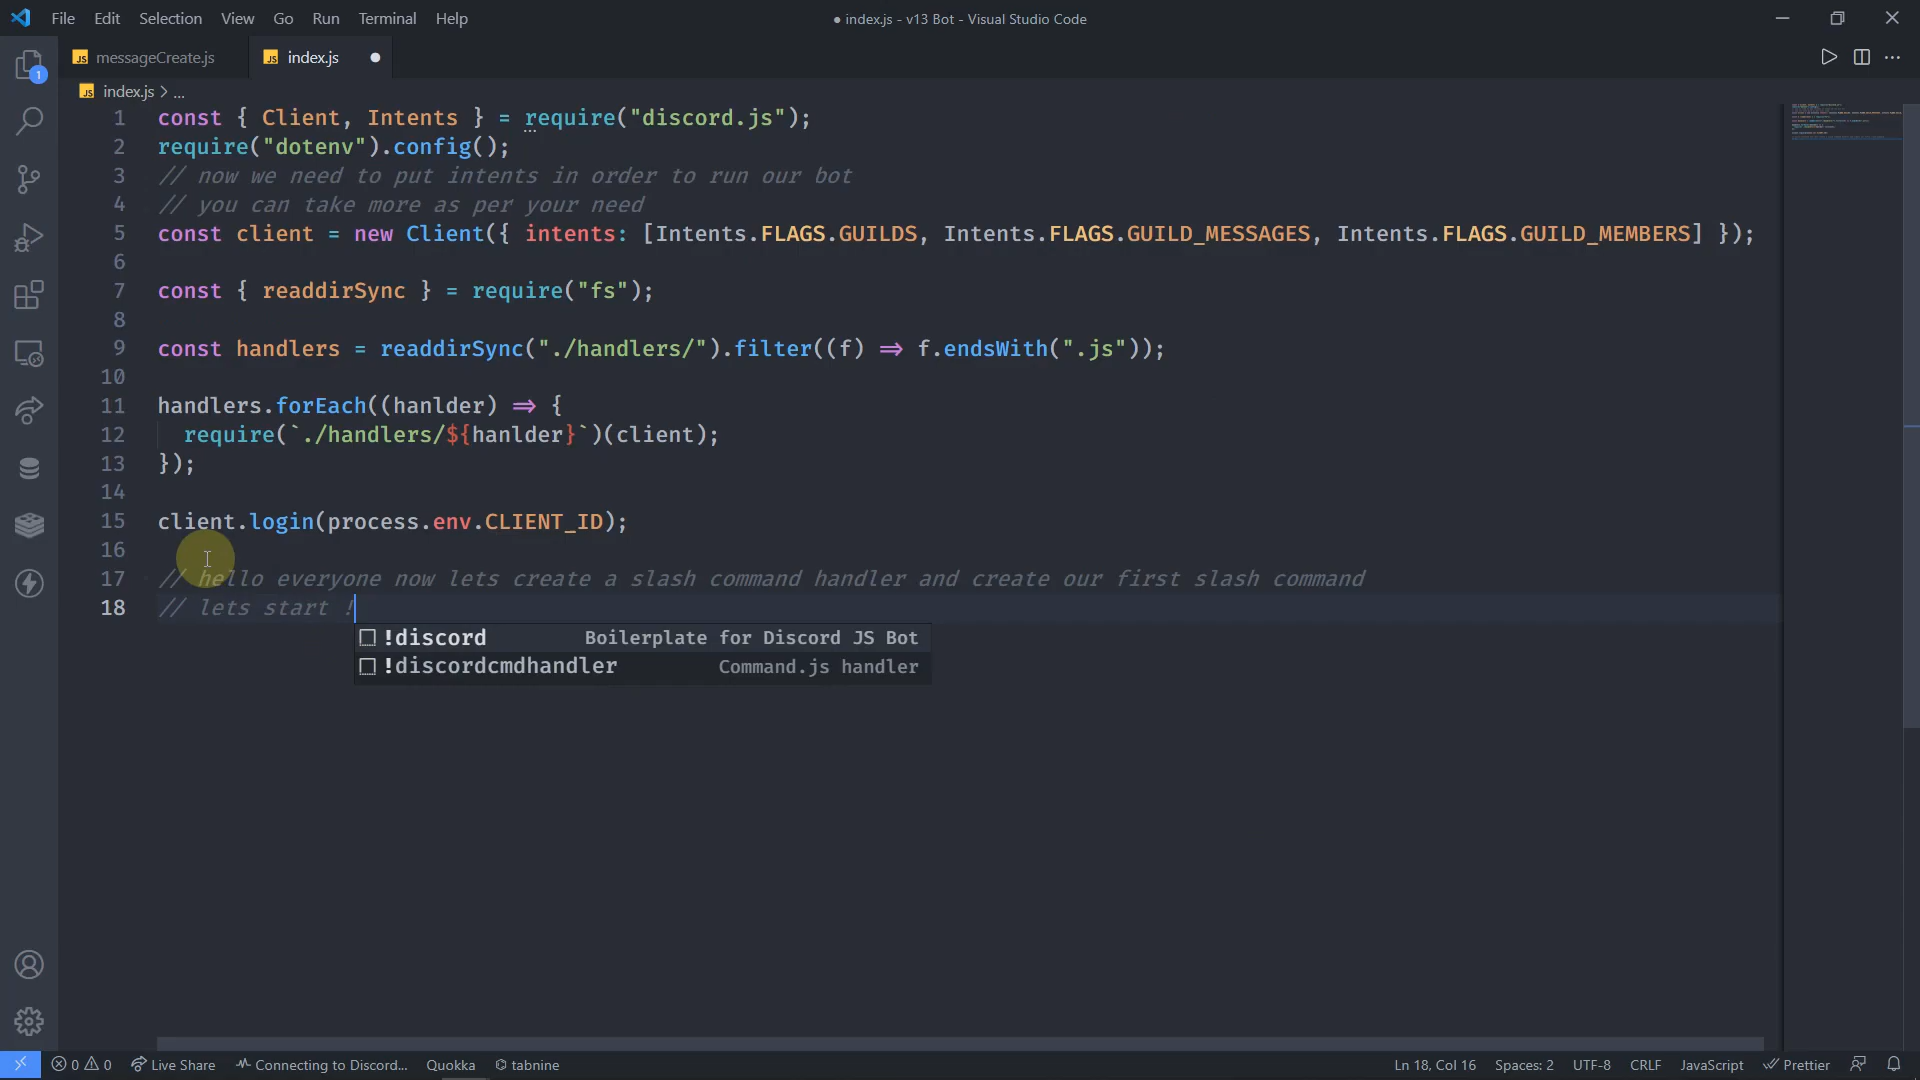 File Edit Selection View Go Run Terminal Help
● index.js - v13 Bot - Visual Studio Code
JS messageCreate.js
JS index.js ●
JS index.js > ...
1 const { Client, Intents } = require("discord.js");
2 require("dotenv").config();
3 // now we need to put intents in order to run our bot
4 // you can take more as per your need
5 const client = new Client({ intents: [Intents.FLAGS.GUILDS, Intents.FLAGS.GUILD_MESSAGES, Intents.FLAGS.GUILD_MEMBERS] });
6
7 const { readdirSync } = require("fs");
8
9 const handlers = readdirSync("./handlers/").filter((f) => f.endsWith(".js"));
10
11 handlers.forEach((hanlder) => {
12 require(`./handlers/${hanlder}`)(client);
13 });
14
15 client.login(process.env.CLIENT_ID);
16
17 // hello everyone now lets create a slash command handler and create our first slash command
18 // lets start !
!discord Boilerplate for Discord JS Bot
!discordcmdhandler Command.js handler
1
0 0 Live Share Connecting to Discord... Quokka tabnine Ln 18, Col 16 Spaces: 2 UTF-8 CRLF JavaScript Prettier